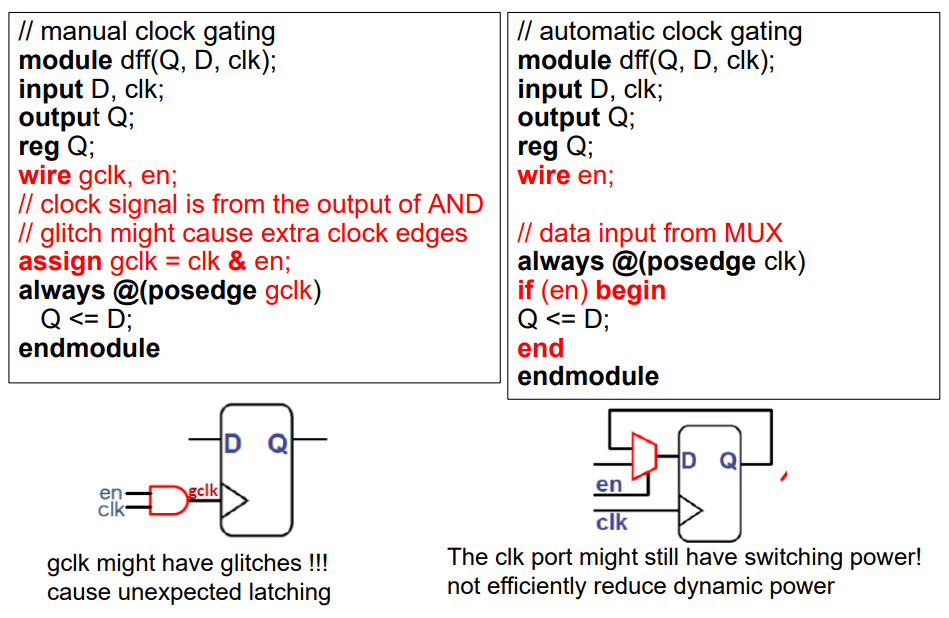 // manual clock gating
module dff(Q, D, clk);
input D, clk;
output Q;
reg Q;
wire gclk, en;
// clock signal is from the output of AND
// glitch might cause extra clock edges
assign gclk = clk & en;
always @(posedge gclk)
Q <= D;
endmodule
// automatic clock gating
module dff(Q, D, clk);
input D, clk;
output Q;
reg Q;
wire en;
// data input from MUX
always @(posedge clk)
if (en) begin
Q <= D;
end
endmodule
D Q
en
clk
gclk
gclk might have glitches !!!
cause unexpected latching
D Q
en
clk
The clk port might still have switching power!
not efficiently reduce dynamic power